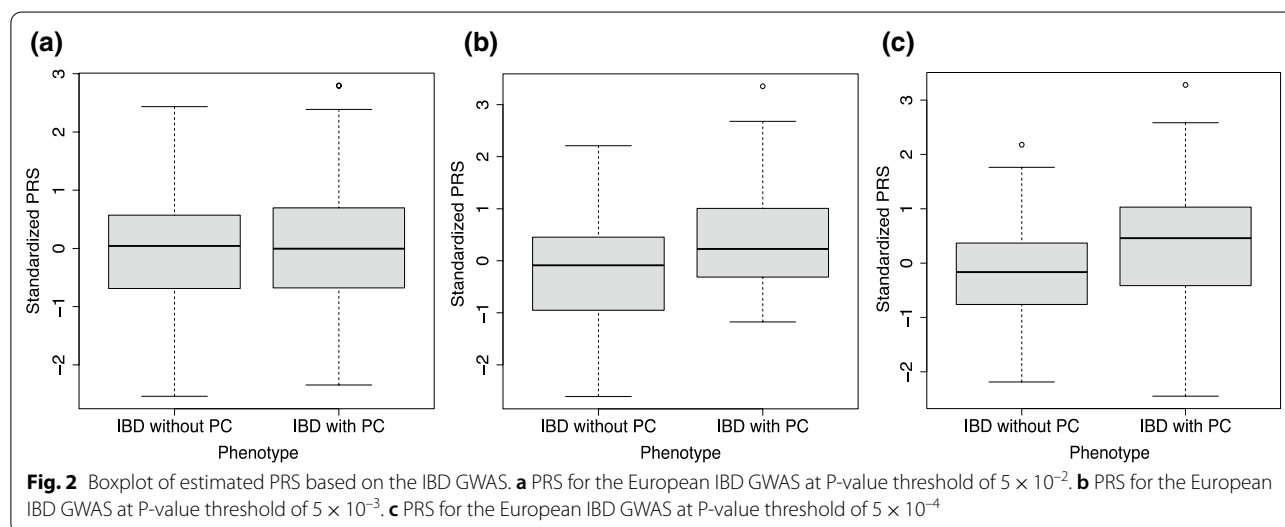 (a)
(b)
(c)
Standardized PRS
3
2
1
0
−1
−2
IBD without PC
IBD with PC
Phenotype
Standardized PRS
3
2
1
0
−1
−2
IBD without PC
IBD with PC
Phenotype
Standardized PRS
3
2
1
0
−1
−2
IBD without PC
IBD with PC
Phenotype
Fig. 2 Boxplot of estimated PRS based on the IBD GWAS. a PRS for the European IBD GWAS at P-value threshold of 5 × 10⁻². b PRS for the European
IBD GWAS at P-value threshold of 5 × 10⁻³. c PRS for the European IBD GWAS at P-value threshold of 5 × 10⁻⁴